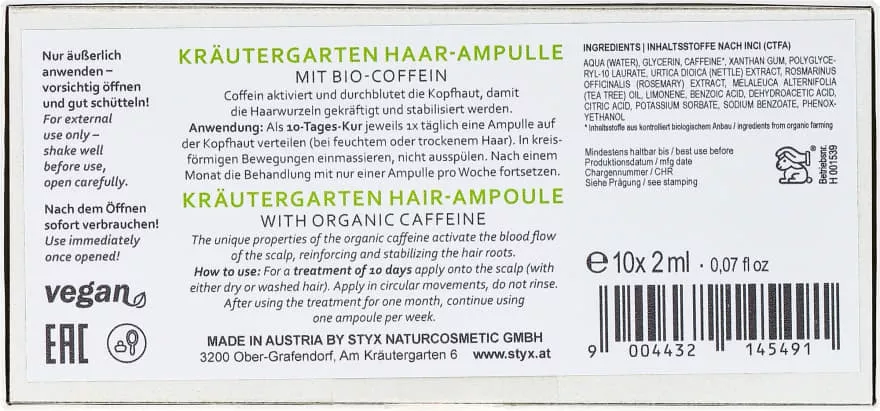 Nur äußerlich
anwenden –
vorsichtig öffnen
und gut schütteln!
For external
use only –
shake well
before use,
open carefully.
Nach dem Öffnen
sofort verbrauchen!
Use immediately
once opened!
vegan
EAC
KRÄUTERGARTEN HAAR-AMPULLE
MIT BIO-COFFEIN
Coffein aktiviert und durchblutet die Kopfhaut, damit
die Haarwurzeln gekräftigt und stabilisiert werden.
Anwendung: Als 10-Tages-Kur jeweils 1x täglich eine Ampulle auf
der Kopfhaut verteilen (bei feuchtem oder trockenem Haar). In kreis-
förmigen Bewegungen einmassieren, nicht ausspülen. Nach einem
Monat die Behandlung mit nur einer Ampulle pro Woche fortsetzen.
KRÄUTERGARTEN HAIR-AMPOULE
WITH ORGANIC CAFFEINE
The unique properties of the organic caffeine activate the blood flow
of the scalp, reinforcing and stabilizing the hair roots.
How to use: For a treatment of 10 days apply onto the scalp (with
either dry or washed hair). Apply in circular movements, do not rinse.
After using the treatment for one month, continue using
one ampoule per week.
MADE IN AUSTRIA BY STYX NATURCOSMETIC GMBH
3200 Ober-Grafendorf, Am Kräutergarten 6 www.styx.at
INGREDIENTS | INHALTSSTOFFE NACH INCI (CTFA)
AQUA (WATER), GLYCERIN, CAFFEINE*, XANTHAN GUM, POLYGLYCE-
RYL-10 LAURATE, URTICA DIOICA (NETTLE) EXTRACT, ROSMARINUS
OFFICINALIS (ROSEMARY) EXTRACT, MELALEUCA ALTERNIFOLIA
(TEA TREE) OIL, LIMONENE, BENZOIC ACID, DEHYDROACETIC ACID,
CITRIC ACID, POTASSIUM SORBATE, SODIUM BENZOATE, PHENOX-
YETHANOL
* Inhaltsstoffe aus kontrolliert biologischem Anbau / ingredients from organic farming
Mindestens haltbar bis / best use before
Produktionsdatum / mfg date
Chargennummer / CHR
Siehe Prägung / see stamping
®
Betriebsnr.
H 001539
e 10x 2 ml · 0,07 fl oz
9 004432 145491